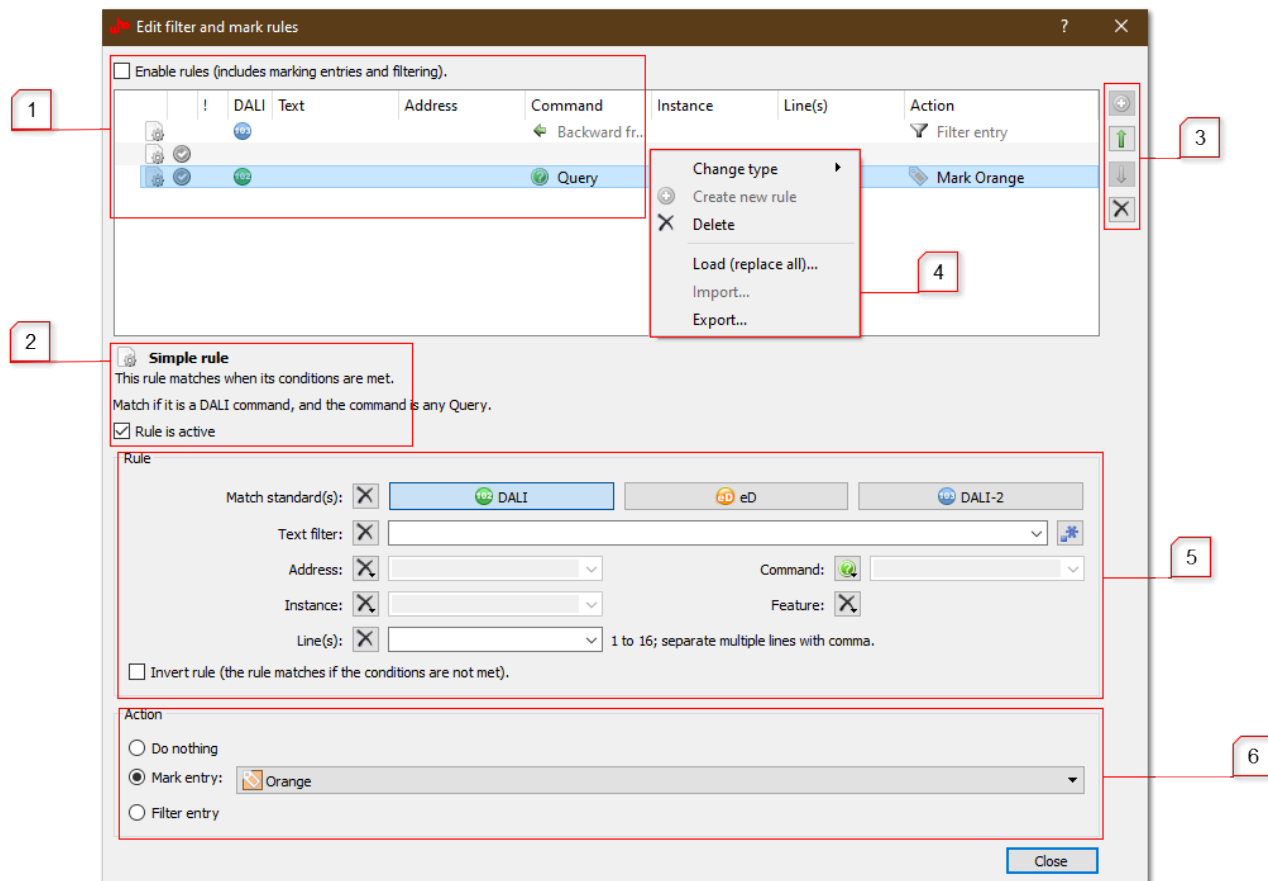 Edit filter and mark rules ? ×
Enable rules (includes marking entries and filtering).
1
! DALI Text Address Command Instance Line(s) Action
103 Backward fr... Filter entry
3
102 Query Mark Orange
Change type
Create new rule
Delete
Load (replace all)...
4
Import...
Export...
2
Simple rule
This rule matches when its conditions are met.
Match if it is a DALI command, and the command is any Query.
Rule is active
Rule
Match standard(s): 102 DALI eD eD 103 DALI-2
Text filter:
5
Address: Command: ?
Instance: Feature:
Line(s): 1 to 16; separate multiple lines with comma.
Invert rule (the rule matches if the conditions are not met).
Action
Do nothing
6
Mark entry: Orange
Filter entry
Close